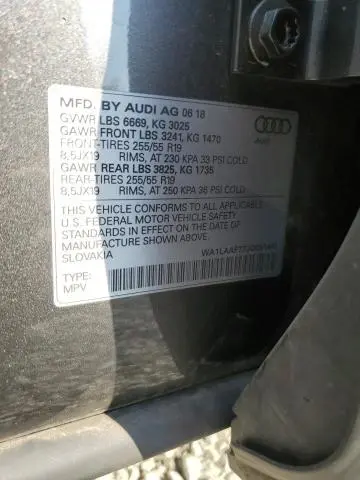 MFD. BY AUDI AG 06 18
GVWR LBS 6669, KG 3025
GAWR FRONT LBS 3241, KG 1470
FRONT-TIRES 255/55 R19
8,5JX19 RIMS, AT 230 KPA 33 PSI COLD
GAWR REAR LBS 3825, KG 1735
REAR-TIRES 255/55 R19
8,5JX19 RIMS, AT 250 KPA 36 PSI COLD
THIS VEHICLE CONFORMS TO ALL APPLICABLE
U.S. FEDERAL MOTOR VEHICLE SAFETY
STANDARDS IN EFFECT ON THE DATE OF
MANUFACTURE SHOWN ABOVE
SLOVAKIA
TYPE:
MPV